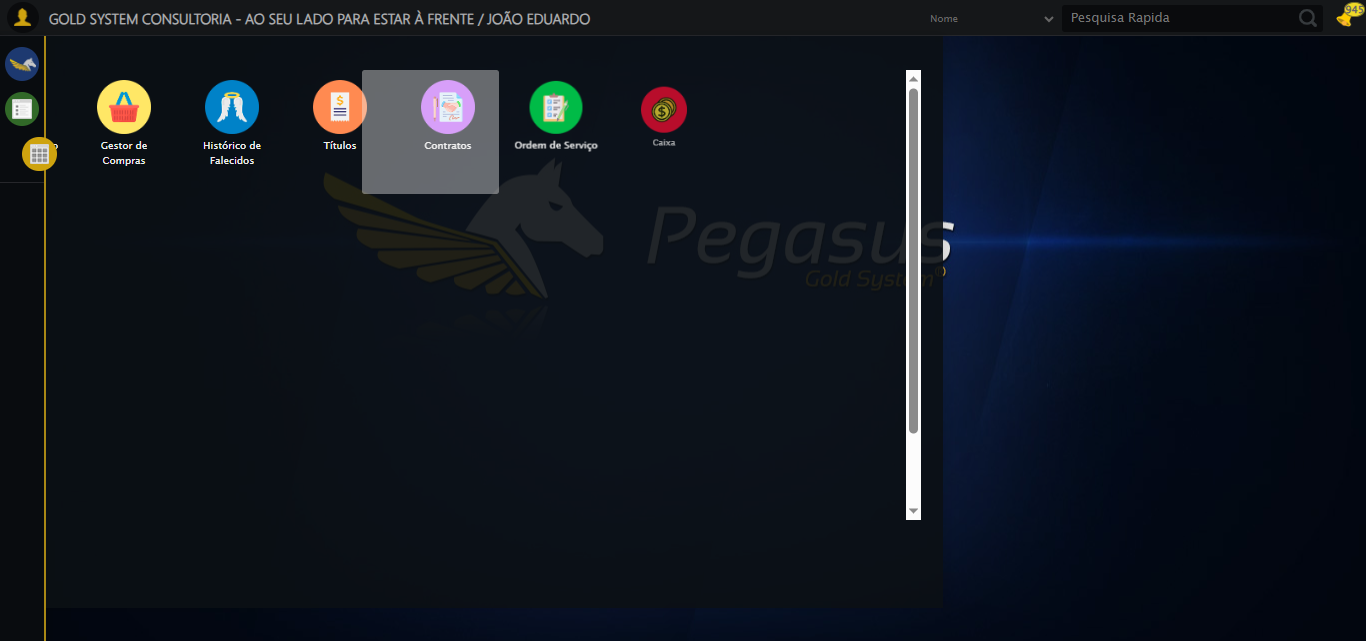 GOLD SYSTEM CONSULTORIA - AO SEU LADO PARA ESTAR À FRENTE / JOÃO EDUARDO
Nome
Pesquisa Rapida
945
Gestor de
Compras
Histórico de
Falecidos
Títulos
Contratos
Ordem de Serviço
Caixa
Pegasus
Gold System®